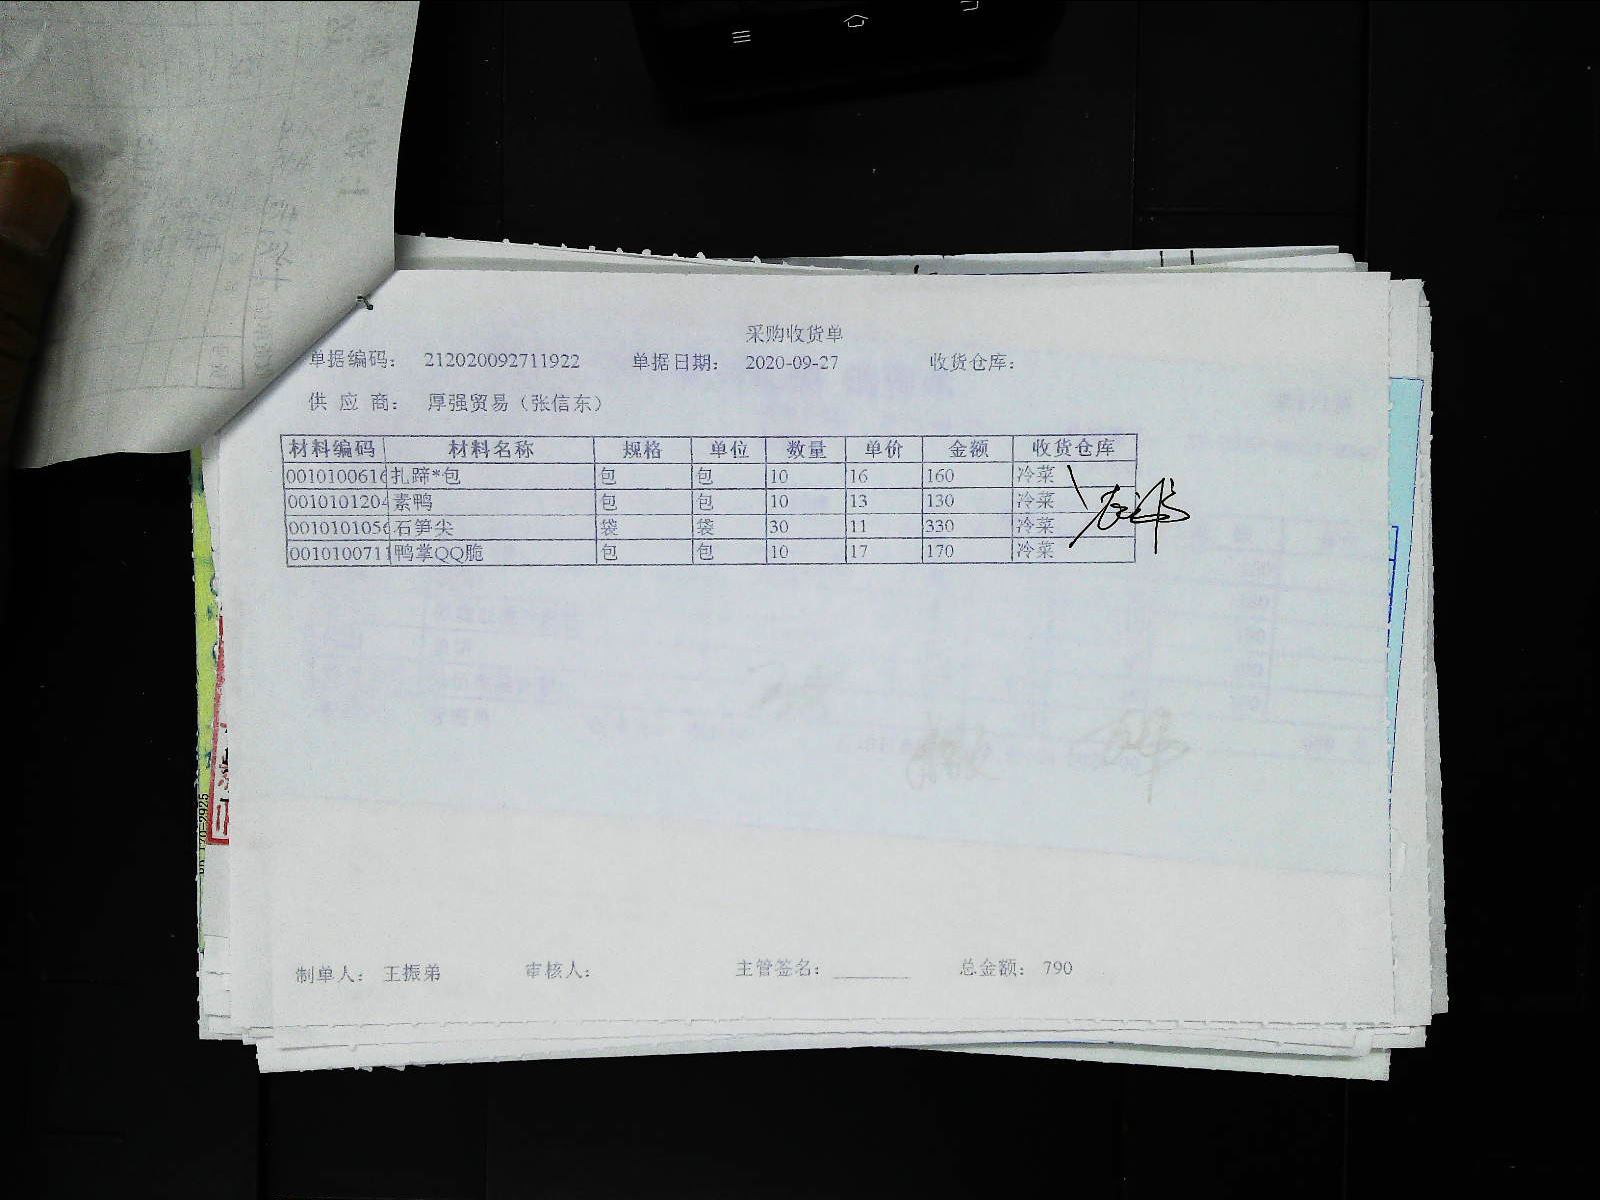 采购收货单
单据编码： 212020092711922 单据日期： 2020-09-27 收货仓库：
供 应 商： 厚强贸易（张信东）
材料编码 材料名称 规格 单位 数量 单价 金额 收货仓库
0010100616 扎蹄*包 包 包 10 16 160 冷菜
0010101204 素鸭 包 包 10 13 130 冷菜
0010101056 石笋尖 袋 袋 30 11 330 冷菜
0010100711 鸭掌QQ脆 包 包 10 17 170 冷菜
制单人： 王振弟 审核人： 主管签名： ________ 总金额： 790